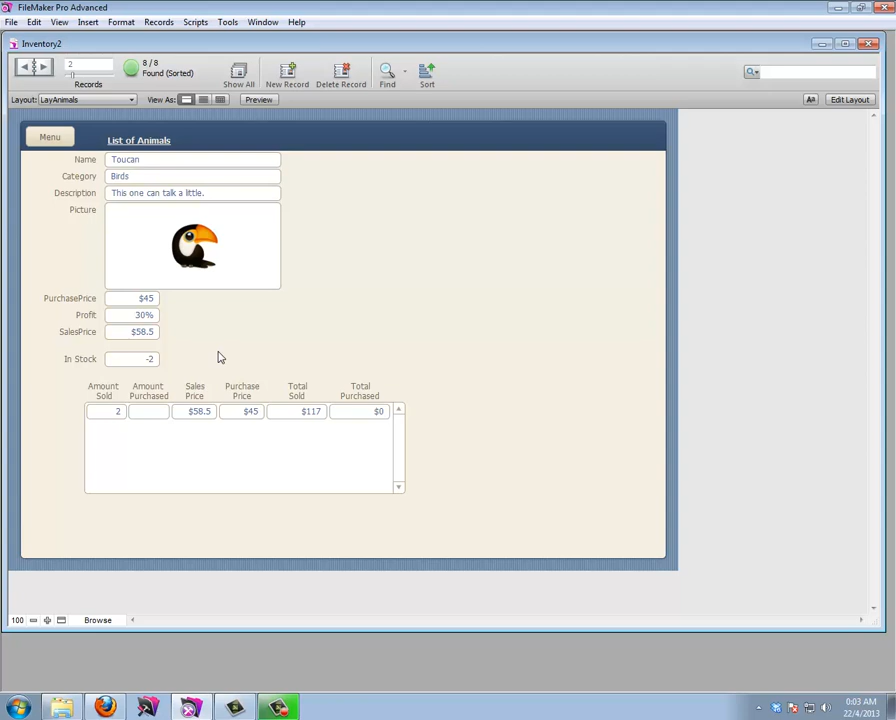 FileMaker Pro Advanced
File Edit View Insert Format Records Scripts Tools Window Help
Inventory2
2
8 / 8
Found (Sorted)
Records
Show All New Record Delete Record Find Sort
Layout: LayAnimals View As: Preview Aa Edit Layout
Menu List of Animals
Name Toucan
Category Birds
Description This one can talk a little.
Picture
PurchasePrice $45
Profit 30%
SalesPrice $58.5
In Stock -2
Amount Sold Amount Purchased Sales Price Purchase Price Total Sold Total Purchased
2 $58.5 $45 $117 $0
100 Browse
0:03 AM
22/4/2013